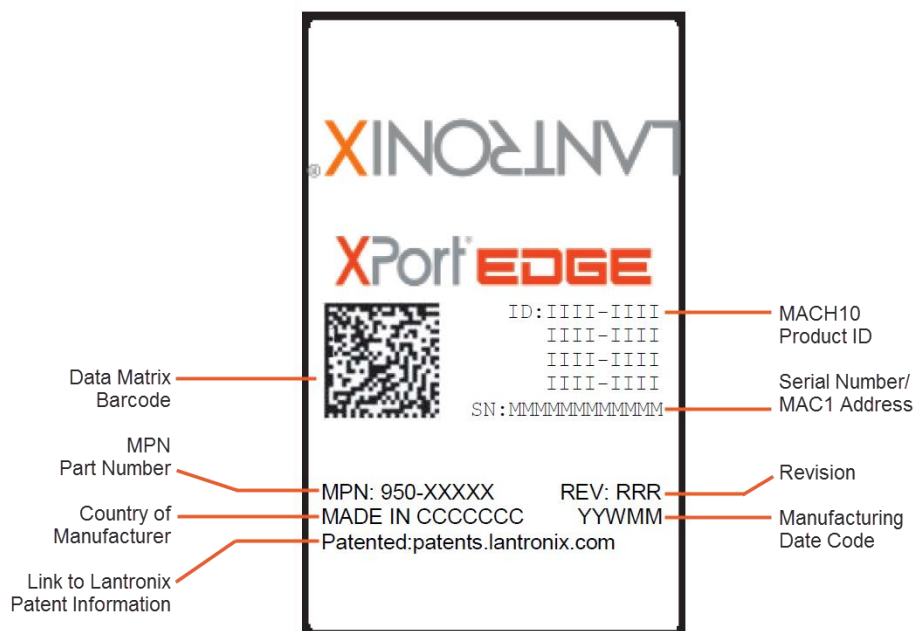 LANTRONIX®
XPort® EDGE
ID:IIII-IIII
IIII-IIII
IIII-IIII
IIII-IIII
SN:MMMMMMMMMMMM
MPN: 950-XXXXX REV: RRR
MADE IN CCCCCCC YYWMM
Patented:patents.lantronix.com
Data Matrix
Barcode
MPN
Part Number
Country of
Manufacturer
Link to Lantronix
Patent Information
MACH10
Product ID
Serial Number/
MAC1 Address
Revision
Manufacturing
Date Code